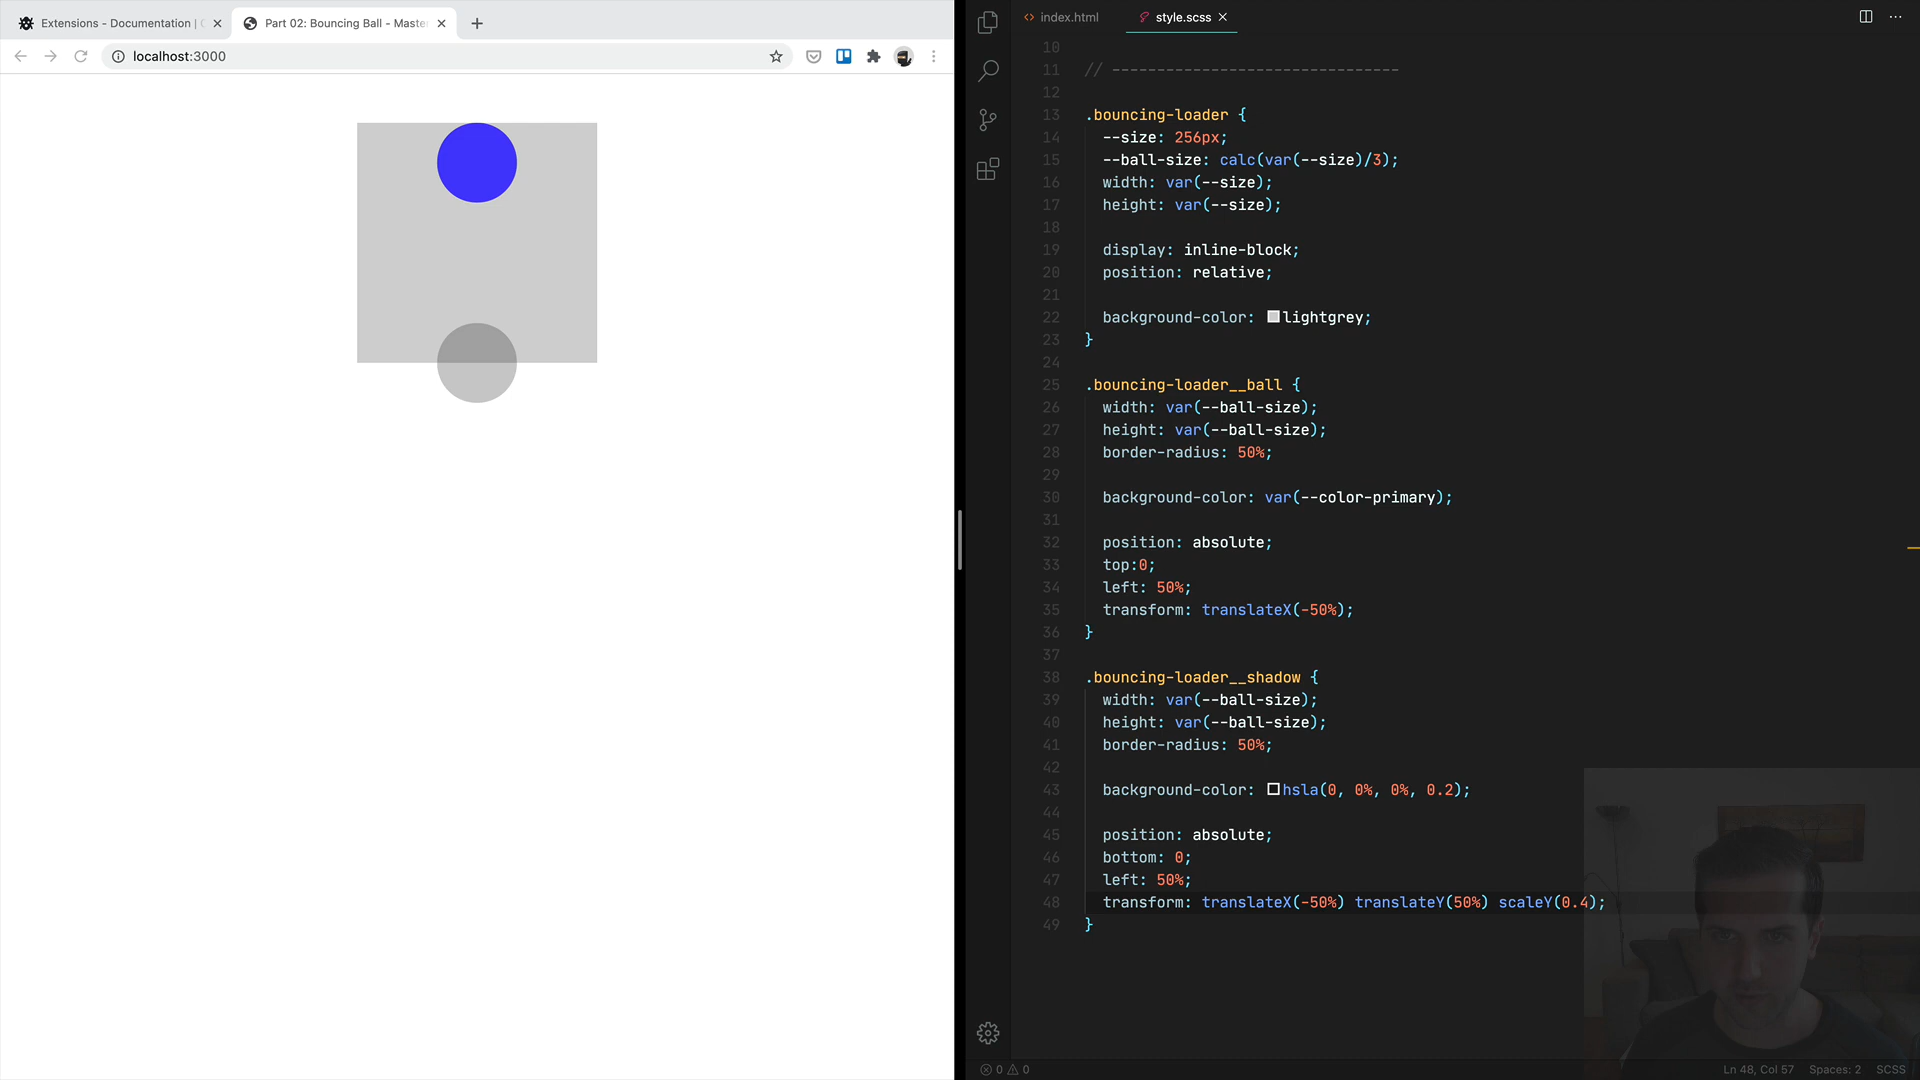 Extensions - Documentation |
Part 02: Bouncing Ball - Maste
localhost:3000
index.html
style.scss
10
11 // --------------------------------
12
13 .bouncing-loader {
14 --size: 256px;
15 --ball-size: calc(var(--size)/3);
16 width: var(--size);
17 height: var(--size);
18
19 display: inline-block;
20 position: relative;
21
22 background-color: lightgrey;
23 }
24
25 .bouncing-loader__ball {
26 width: var(--ball-size);
27 height: var(--ball-size);
28 border-radius: 50%;
29
30 background-color: var(--color-primary);
31
32 position: absolute;
33 top:0;
34 left: 50%;
35 transform: translateX(-50%);
36 }
37
38 .bouncing-loader__shadow {
39 width: var(--ball-size);
40 height: var(--ball-size);
41 border-radius: 50%;
42
43 background-color: hsla(0, 0%, 0%, 0.2);
44
45 position: absolute;
46 bottom: 0;
47 left: 50%;
48 transform: translateX(-50%) translateY(50%) scaleY(0.4);
49 }
0 0
Ln 48, Col 57 Spaces: 2 SCSS